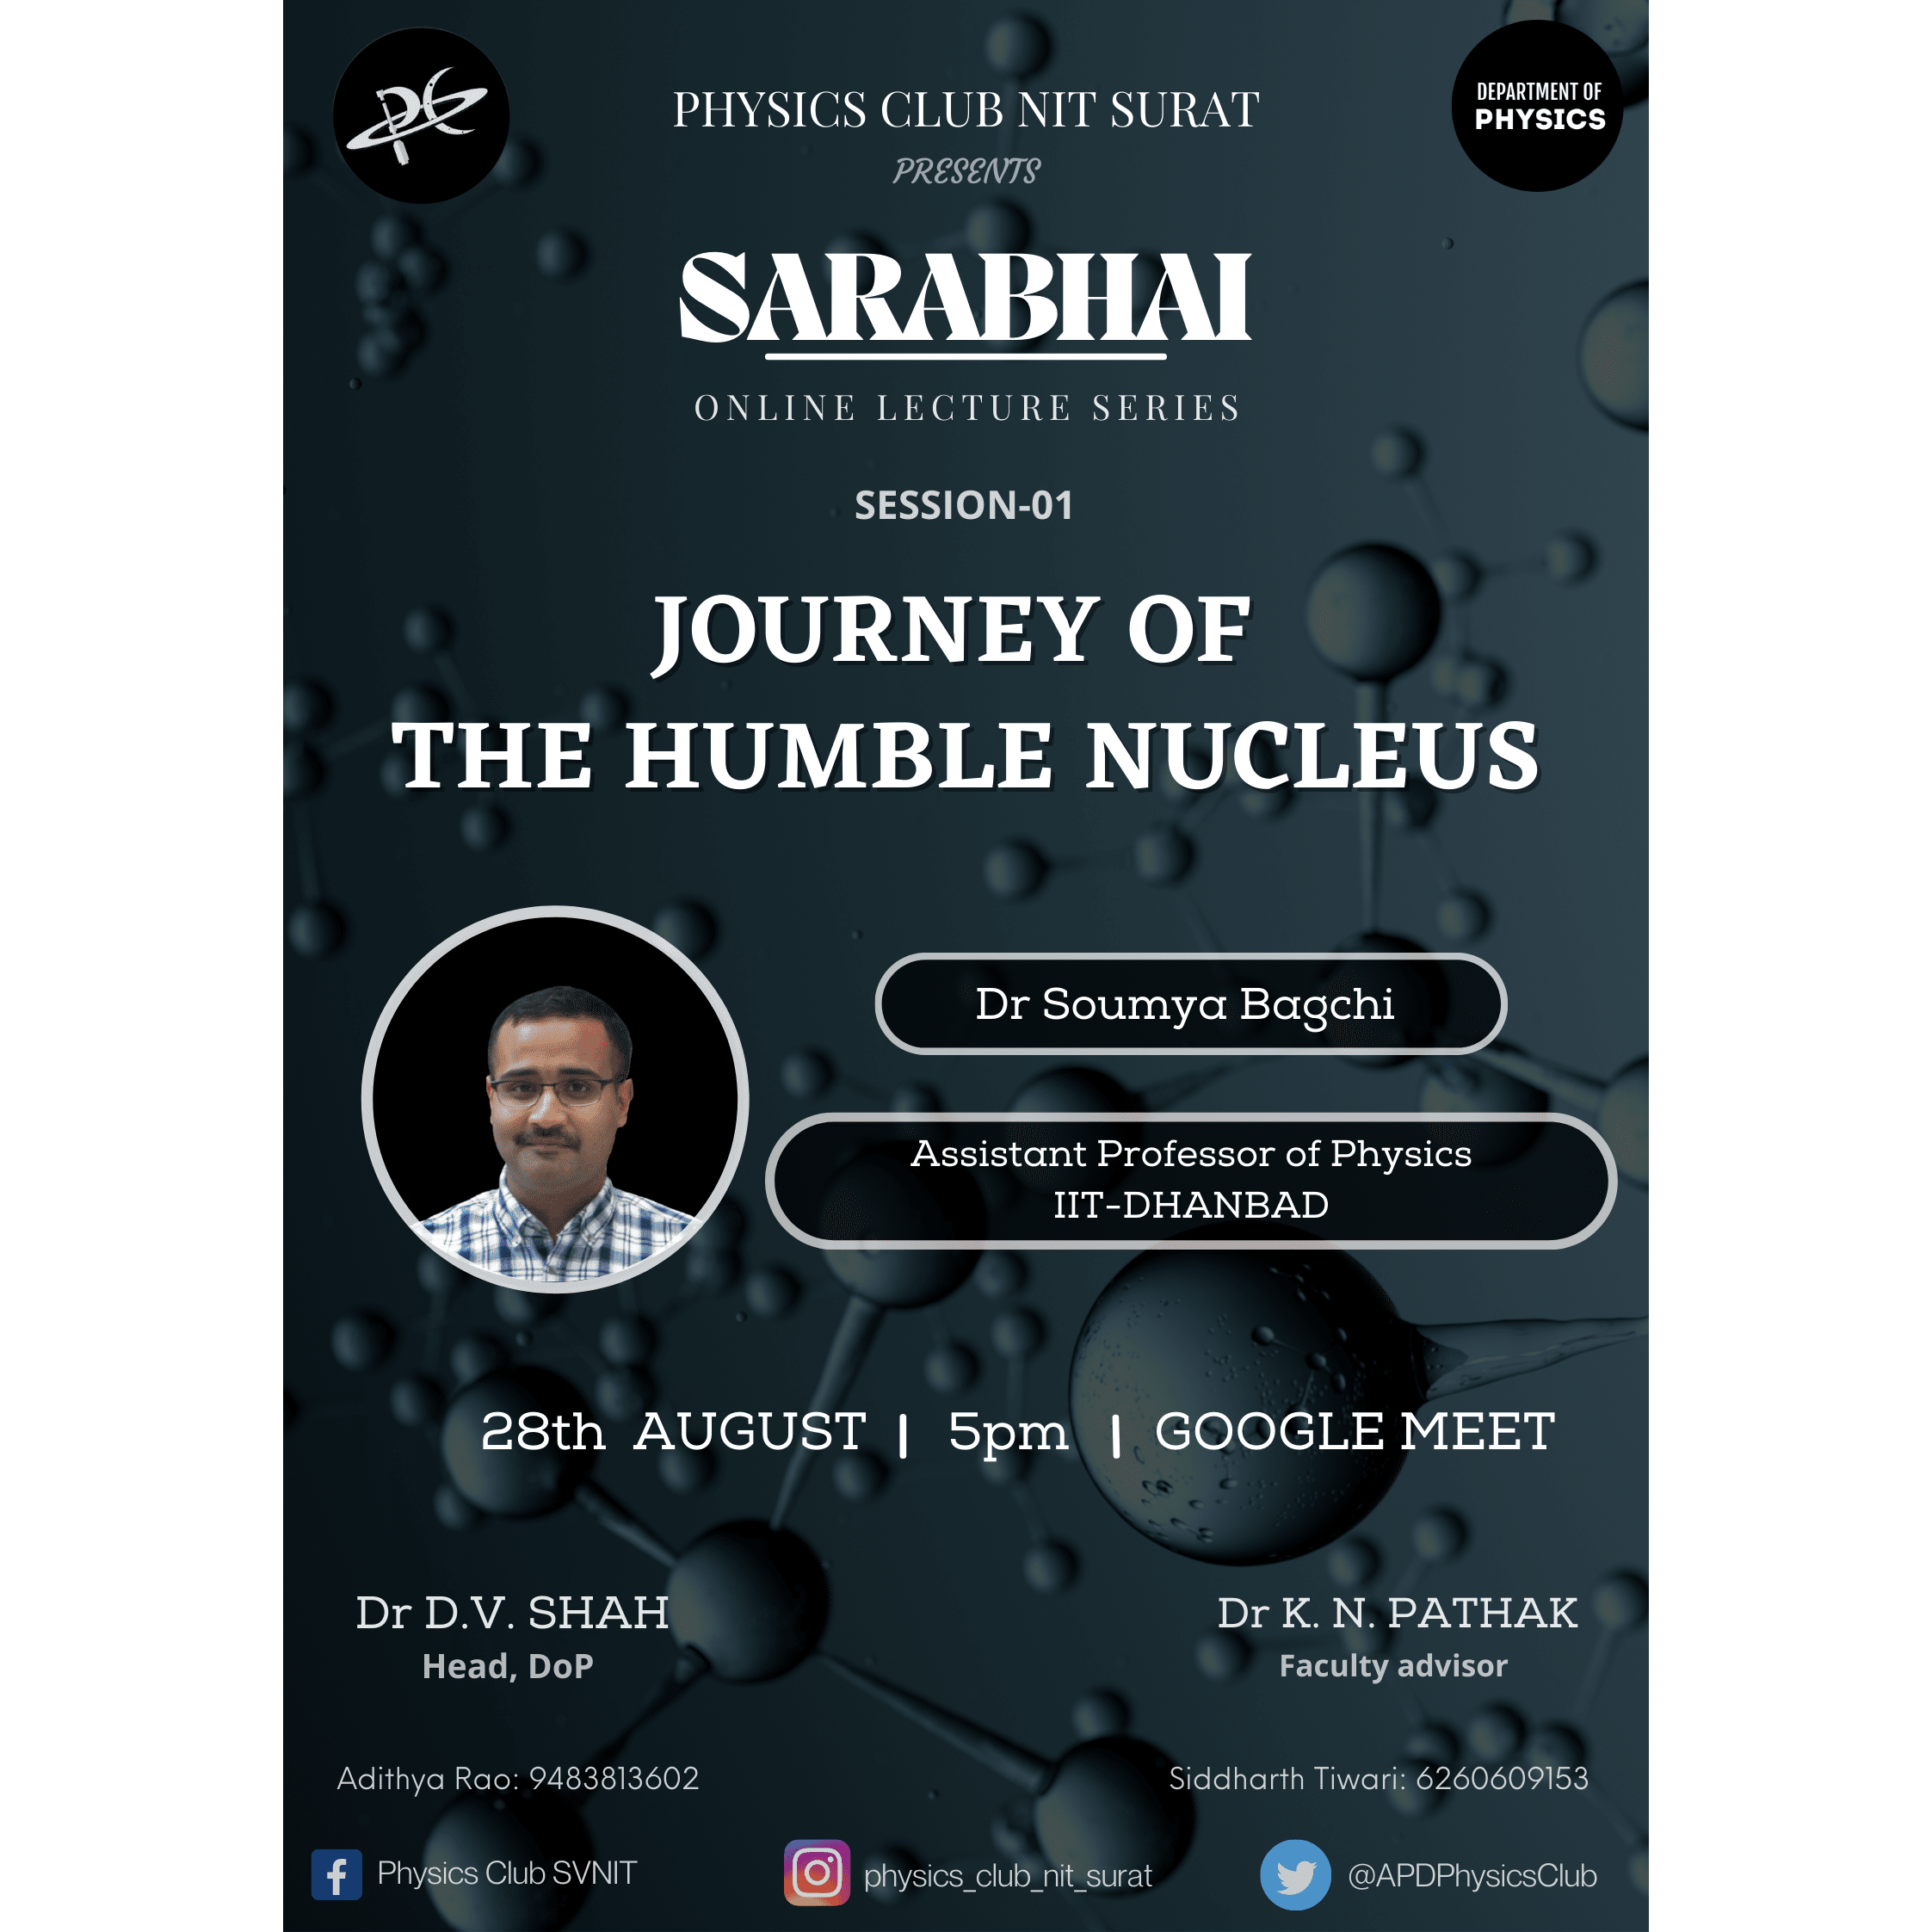 DEPARTMENT OF
PHYSICS
PHYSICS CLUB NIT SURAT
PRESENTS
SARABHAI
ONLINE LECTURE SERIES
SESSION-01
JOURNEY OF
THE HUMBLE NUCLEUS
Dr Soumya Bagchi
Assistant Professor of Physics
IIT-DHANBAD
28th AUGUST | 5pm | GOOGLE MEET
Dr D.V. SHAH
Head, DoP
Dr K. N. PATHAK
Faculty advisor
Adithya Rao: 9483813602
Siddharth Tiwari: 6260609153
Physics Club SVNIT
physics_club_nit_surat
@APDPhysicsClub